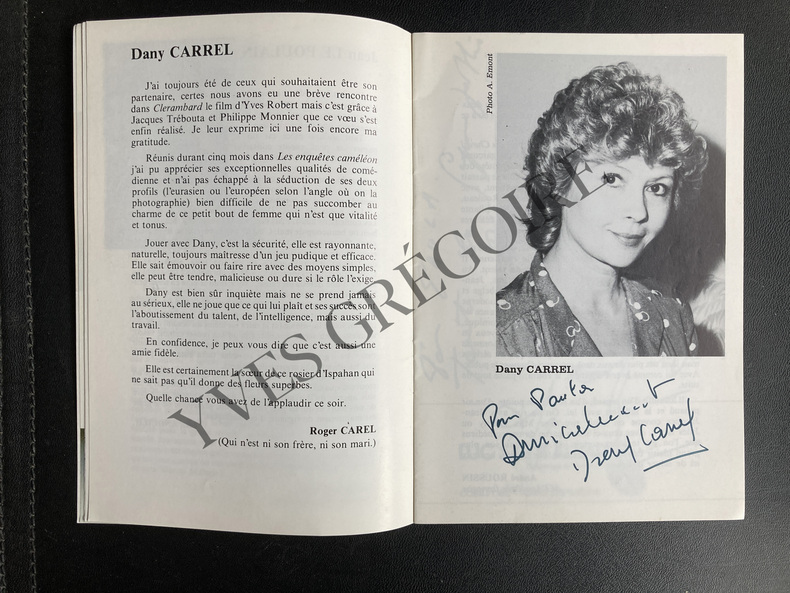 Dany CARREL
J'ai toujours été de ceux qui souhaitaient être son
partenaire, certes nous avons eu une brève rencontre
dans Clerambard le film d'Yves Robert mais c'est grâce à
Jacques Trébouta et Philippe Monnier que ce vœu s'est
enfin réalisé. Je leur exprime ici une fois encore ma
gratitude.
Réunis durant cinq mois dans Les enquêtes caméléon
j'ai pu apprécier ses exceptionnelles qualités de comé-
dienne et n'ai pas échappé à la séduction de ses deux
profils (l'eurasien ou l'européen selon l'angle où on la
photographie) bien difficile de ne pas succomber au
charme de ce petit bout de femme qui n'est que vitalité
et tonus.
Jouer avec Dany, c'est la sécurité, elle est rayonnante,
naturelle, toujours maîtresse d'un jeu pudique et efficace.
Elle sait émouvoir ou faire rire avec des moyens simples,
elle peut être tendre, malicieuse ou dure si le rôle l'exige.
Dany est bien sûr inquiète mais ne se prend jamais
au sérieux, elle ne joue que ce qui lui plaît et ses succès sont
l'aboutissement du talent, de l'intelligence, mais aussi du
travail.
En confidence, je peux vous dire que c'est aussi une
amie fidèle.
Elle est certainement la sœur de ce rosier d'Ispahan qui
ne sait pas qu'il donne des fleurs superbes.
Quelle chance vous avez de l'applaudir ce soir.
Roger CAREL
(Qui n'est ni son frère, ni son mari.)
Photo A. Emont
Dany CARREL
Pour Paula
Amicalement
Dany Carrel
YVES GRÉGOIRE